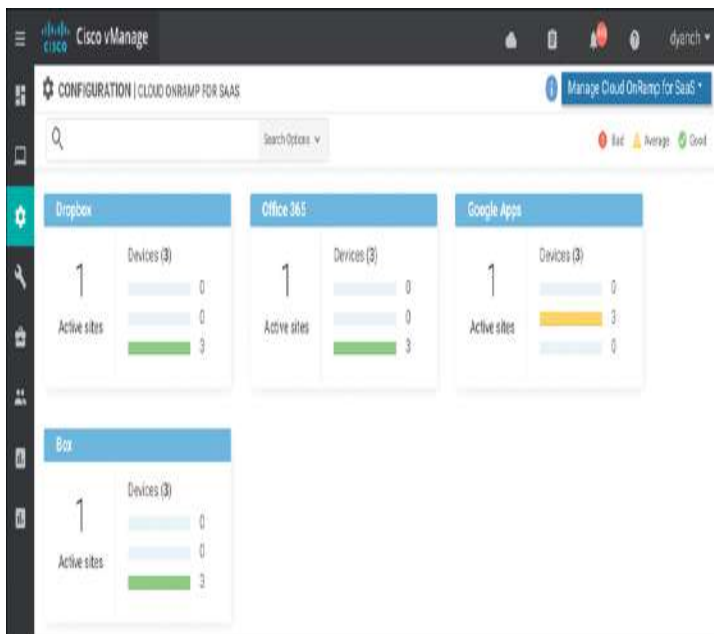 CISCO
Cisco vManage
dyanch
CONFIGURATION | CLOUD ONRAMP FOR SAAS
Manage Cloud OnRamp for SaaS
Search Options
Bad Average Good
Dropbox
1
Active sites
Devices (3)
0
0
3
Office 365
1
Active sites
Devices (3)
0
0
3
Google Apps
1
Active sites
Devices (3)
0
3
0
Box
1
Active sites
Devices (3)
0
0
3